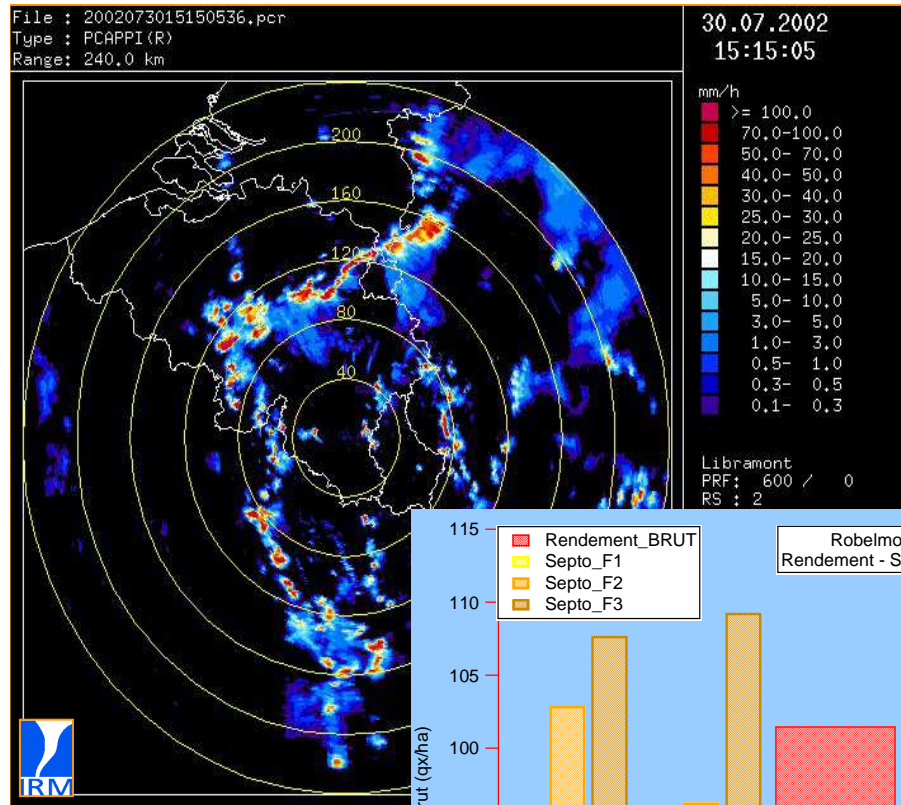 File : 2002073015150536.pcr
Type : PCAPPI(R)
Range: 240.0 km
30.07.2002
15:15:05
mm/h
>= 100.0
70.0-100.0
50.0- 70.0
40.0- 50.0
30.0- 40.0
25.0- 30.0
20.0- 25.0
15.0- 20.0
10.0- 15.0
5.0- 10.0
3.0- 5.0
1.0- 3.0
0.5- 1.0
0.3- 0.5
0.1- 0.3
200
160
120
80
40
Libramont
PRF: 600 / 0
RS : 2
IRM
115
110
105
100
Rendement_BRUT
Septo_F1
Septo_F2
Septo_F3
Robelmo
Rendement - S
rut (qx/ha)